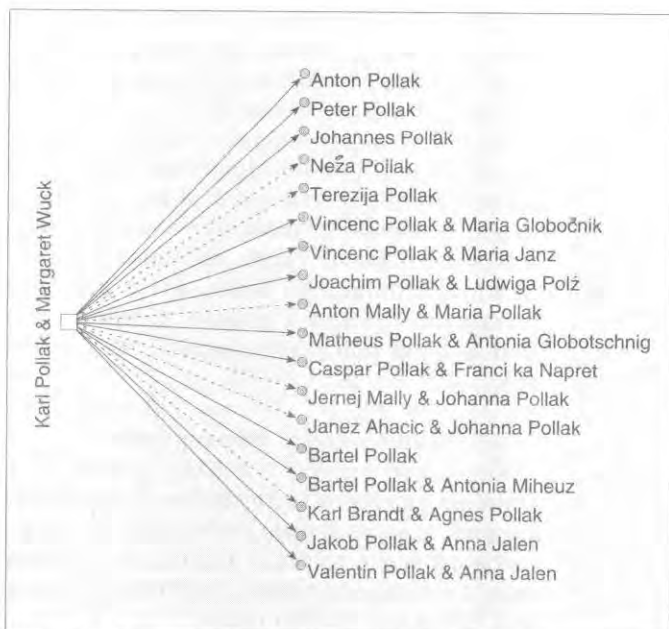 Karl Pollak & Margaret Wuck
Anton Pollak
Peter Pollak
Johannes Pollak
Neža Pollak
Terezija Pollak
Vincenc Pollak & Maria Globočnik
Vincenc Pollak & Maria Janz
Joachim Pollak & Ludwiga Polź
Anton Mally & Maria Pollak
Matheus Pollak & Antonia Globotschnig
Caspar Pollak & Franci ka Napret
Jernej Mally & Johanna Pollak
Janez Ahacic & Johanna Pollak
Bartel Pollak
Bartel Pollak & Antonia Miheuz
Karl Brandt & Agnes Pollak
Jakob Pollak & Anna Jalen
Valentin Pollak & Anna Jalen